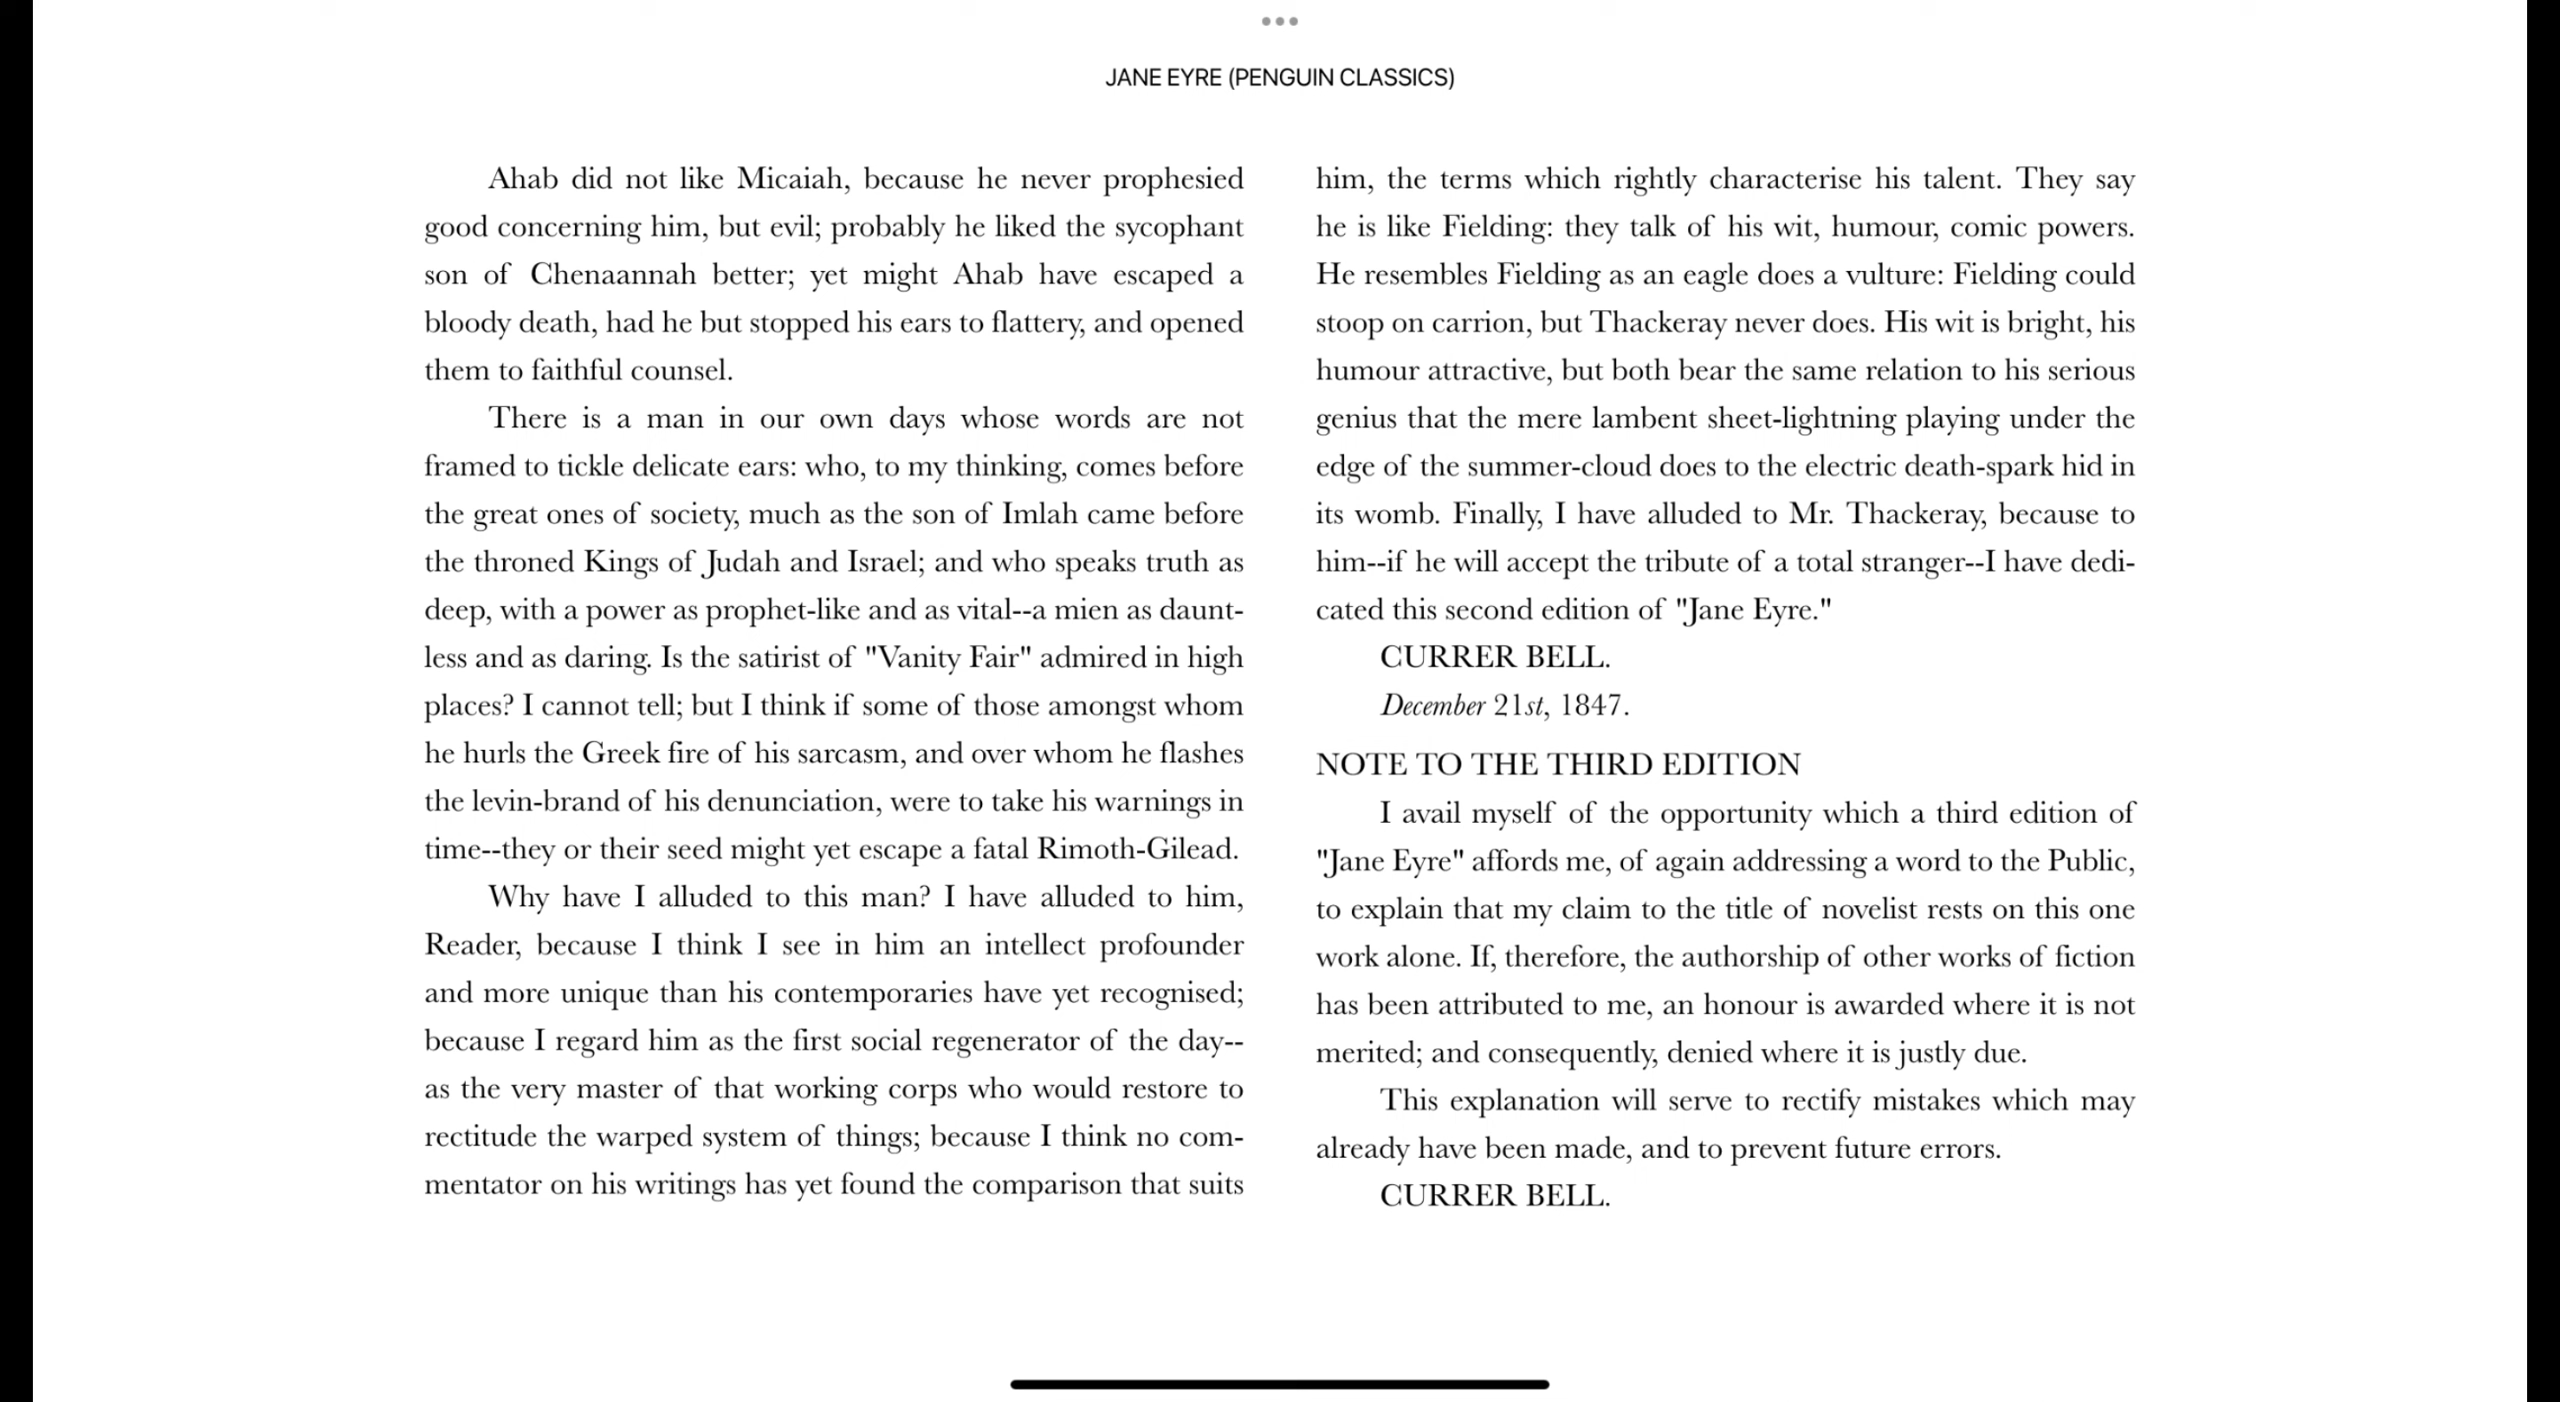 JANE EYRE (PENGUIN CLASSICS)
Ahab did not like Micaiah, because he never prophesied
good concerning him, but evil; probably he liked the sycophant
son of Chenaannah better; yet might Ahab have escaped a
bloody death, had he but stopped his ears to flattery, and opened
them to faithful counsel.
There is a man in our own days whose words are not
framed to tickle delicate ears: who, to my thinking, comes before
the great ones of society, much as the son of Imlah came before
the throned Kings of Judah and Israel; and who speaks truth as
deep, with a power as prophet-like and as vital--a mien as daunt-
less and as daring. Is the satirist of "Vanity Fair" admired in high
places? I cannot tell; but I think if some of those amongst whom
he hurls the Greek fire of his sarcasm, and over whom he flashes
the levin-brand of his denunciation, were to take his warnings in
time--they or their seed might yet escape a fatal Rimoth-Gilead.
Why have I alluded to this man? I have alluded to him,
Reader, because I think I see in him an intellect profounder
and more unique than his contemporaries have yet recognised;
because I regard him as the first social regenerator of the day--
as the very master of that working corps who would restore to
rectitude the warped system of things; because I think no com-
mentator on his writings has yet found the comparison that suits
him, the terms which rightly characterise his talent. They say
he is like Fielding: they talk of his wit, humour, comic powers.
He resembles Fielding as an eagle does a vulture: Fielding could
stoop on carrion, but Thackeray never does. His wit is bright, his
humour attractive, but both bear the same relation to his serious
genius that the mere lambent sheet-lightning playing under the
edge of the summer-cloud does to the electric death-spark hid in
its womb. Finally, I have alluded to Mr. Thackeray, because to
him--if he will accept the tribute of a total stranger--I have dedi-
cated this second edition of "Jane Eyre."
CURRER BELL.
December 21st, 1847.
NOTE TO THE THIRD EDITION
I avail myself of the opportunity which a third edition of
"Jane Eyre" affords me, of again addressing a word to the Public,
to explain that my claim to the title of novelist rests on this one
work alone. If, therefore, the authorship of other works of fiction
has been attributed to me, an honour is awarded where it is not
merited; and consequently, denied where it is justly due.
This explanation will serve to rectify mistakes which may
already have been made, and to prevent future errors.
CURRER BELL.